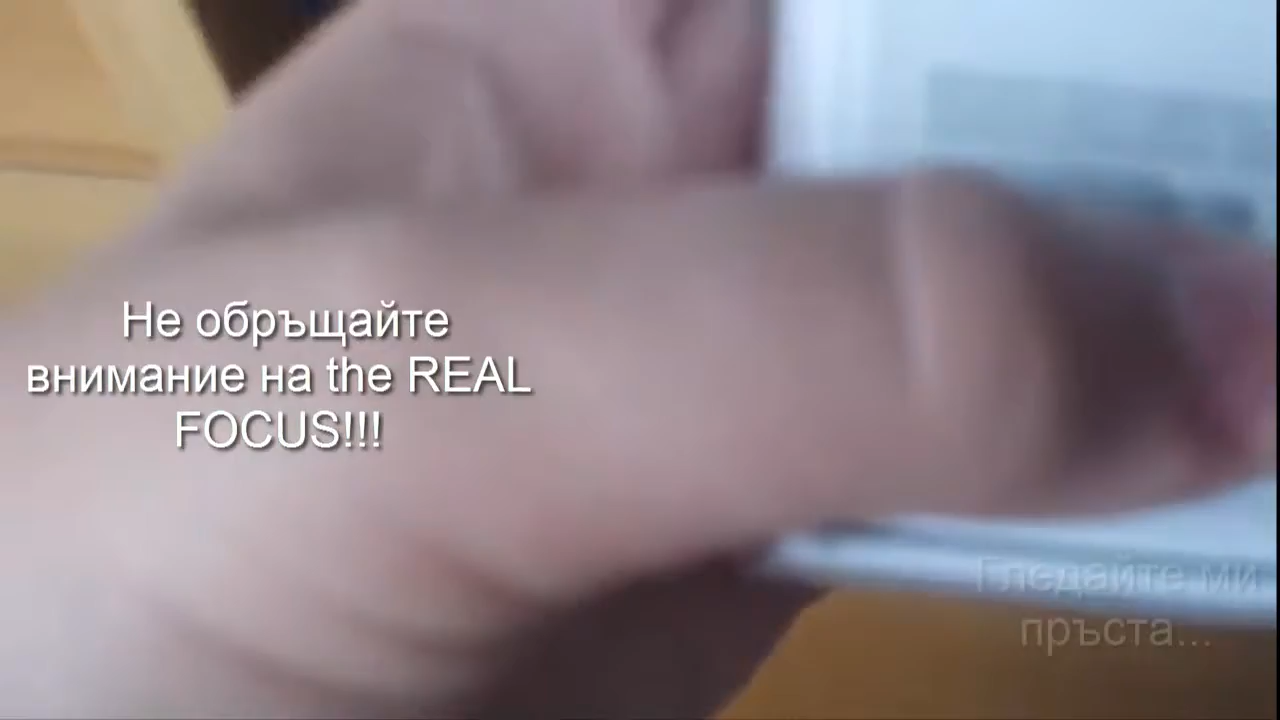 Не обръщайте
внимание на the REAL
FOCUS!!!
Гледайте ми
пръста...